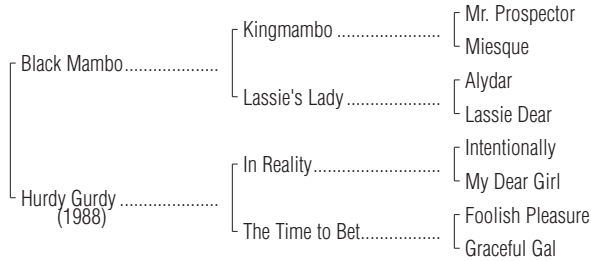 Mr. Prospector
Kingmambo ....................
Miesque
Black Mambo..................
Alydar
Lassie's Lady ..................
Lassie Dear
Intentionally
In Reality........................
My Dear Girl
Hurdy Gurdy ...................
(1988)
Foolish Pleasure
The Time to Bet...............
Graceful Gal